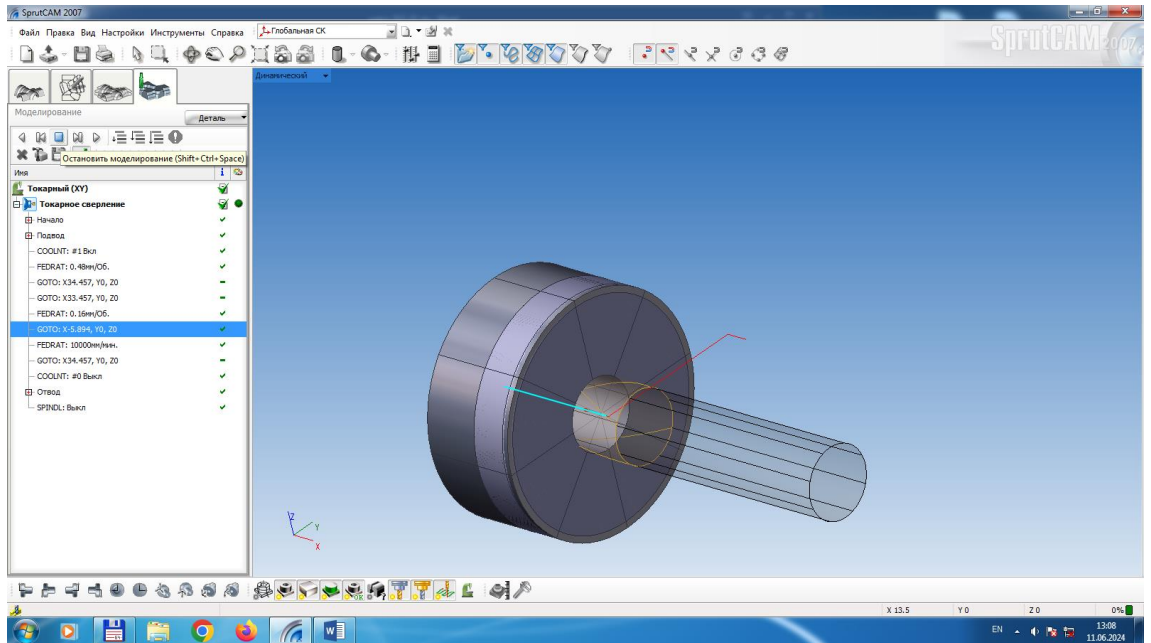 SprutCAM 2007
Файл Правка Вид Настройки Инструменты Справка
Глобальная СК
SprutCAM 2007
Динамический
Моделирование
Деталь
Остановить моделирование (Shift+Ctrl+Space)
Имя
Токарный (XY)
Токарное сверление
Начало
Подвод
COOLNT: #1 Вкл
FEDRAT: 0.48мм/Об.
GOTO: X34.457, Y0, Z0
GOTO: X33.457, Y0, Z0
FEDRAT: 0.16мм/Об.
GOTO: X-5.894, Y0, Z0
FEDRAT: 10000мм/мин.
GOTO: X34.457, Y0, Z0
COOLNT: #0 Выкл
Отвод
SPINDL: Выкл
Z
Y
X
X 13.5 Y 0 Z 0 0%
EN 13:08
11.06.2024